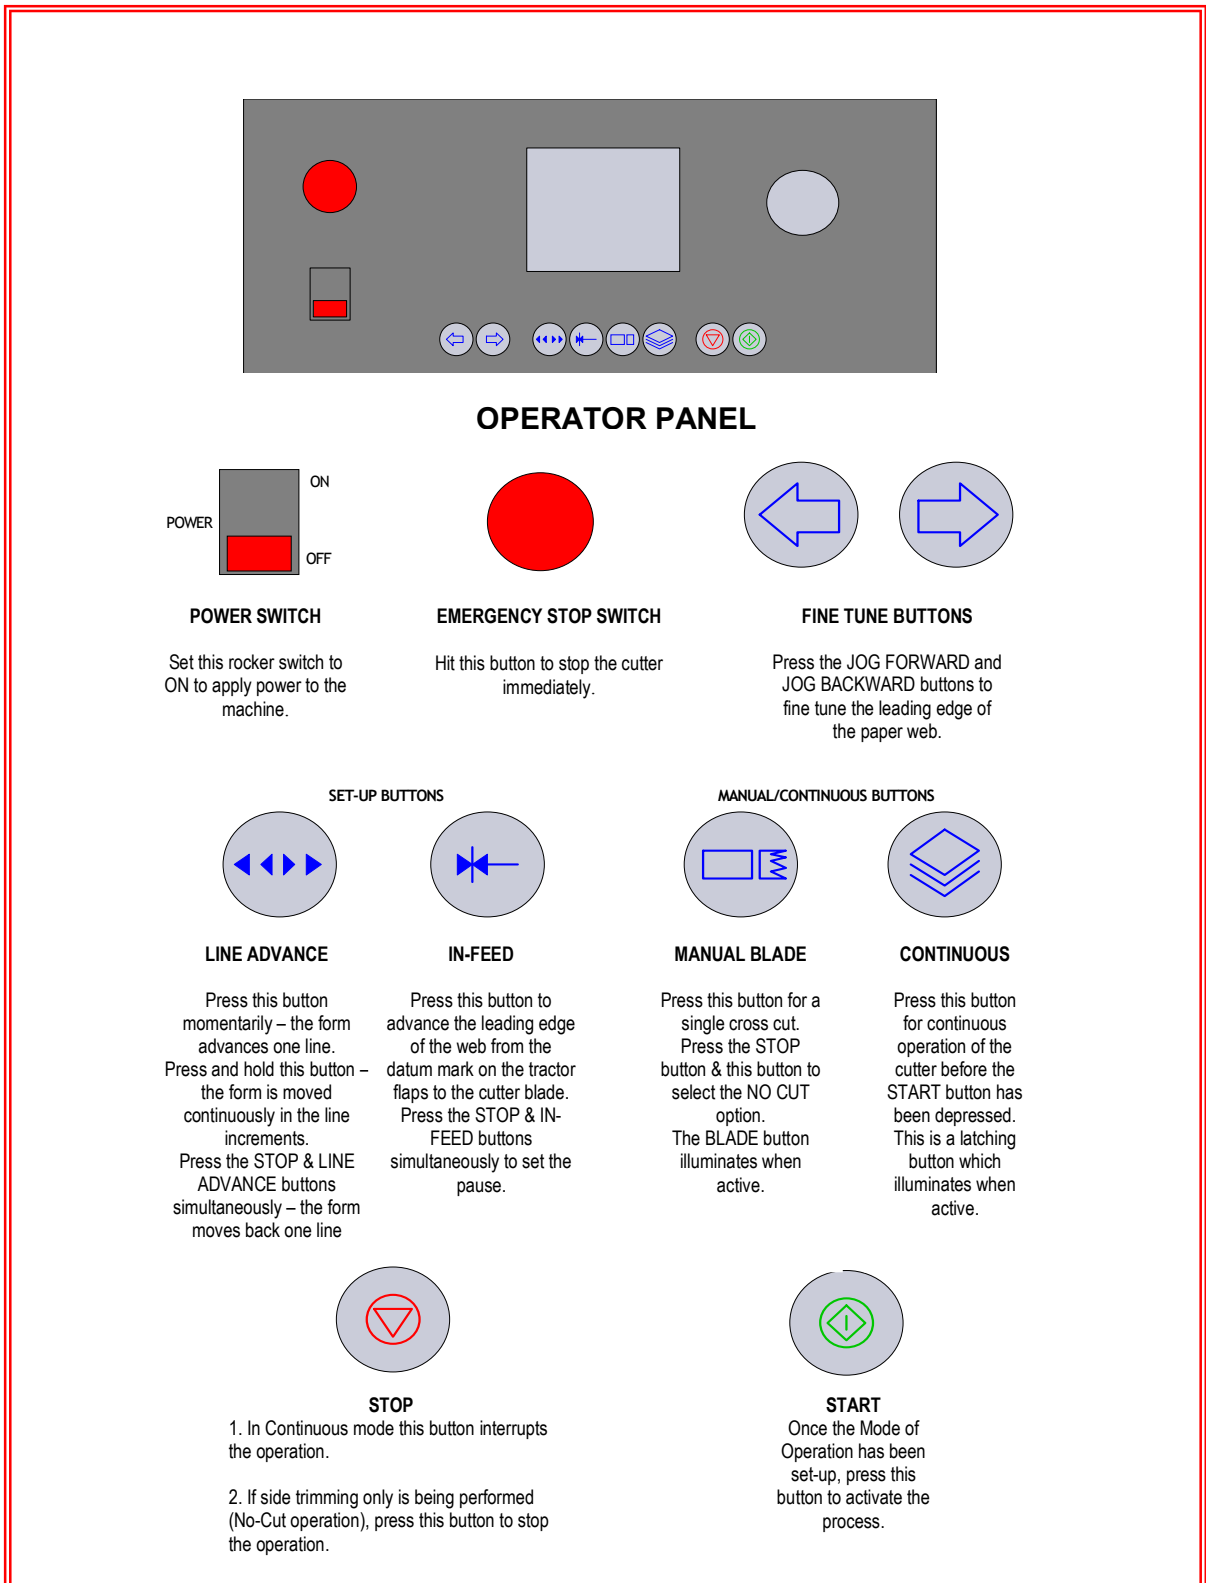 OPERATOR PANEL
ON
POWER
OFF
POWER SWITCH
Set this rocker switch to
ON to apply power to the
machine.
EMERGENCY STOP SWITCH
Hit this button to stop the cutter
immediately.
FINE TUNE BUTTONS
Press the JOG FORWARD and
JOG BACKWARD buttons to
fine tune the leading edge of
the paper web.
SET-UP BUTTONS
MANUAL/CONTINUOUS BUTTONS
LINE ADVANCE
Press this button
momentarily – the form
advances one line.
Press and hold this button –
the form is moved
continuously in the line
increments.
Press the STOP & LINE
ADVANCE buttons
simultaneously – the form
moves back one line
IN-FEED
Press this button to
advance the leading edge
of the web from the
datum mark on the tractor
flaps to the cutter blade.
Press the STOP & IN-
FEED buttons
simultaneously to set the
pause.
MANUAL BLADE
Press this button for a
single cross cut.
Press the STOP
button & this button to
select the NO CUT
option.
The BLADE button
illuminates when
active.
CONTINUOUS
Press this button
for continuous
operation of the
cutter before the
START button has
been depressed.
This is a latching
button which
illuminates when
active.
STOP
1. In Continuous mode this button interrupts
the operation.
2. If side trimming only is being performed
(No-Cut operation), press this button to stop
the operation.
START
Once the Mode of
Operation has been
set-up, press this
button to activate the
process.